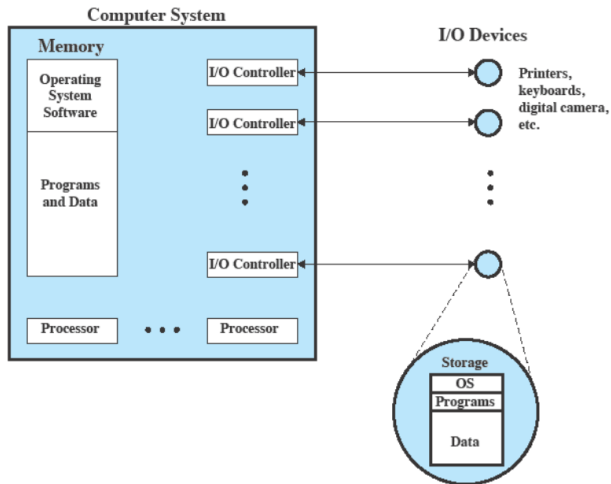 Computer System
I/O Devices
Memory
Operating
System
Software
Programs
and Data
I/O Controller
I/O Controller
I/O Controller
Processor
Processor
Printers,
keyboards,
digital camera,
etc.
Storage
OS
Programs
Data